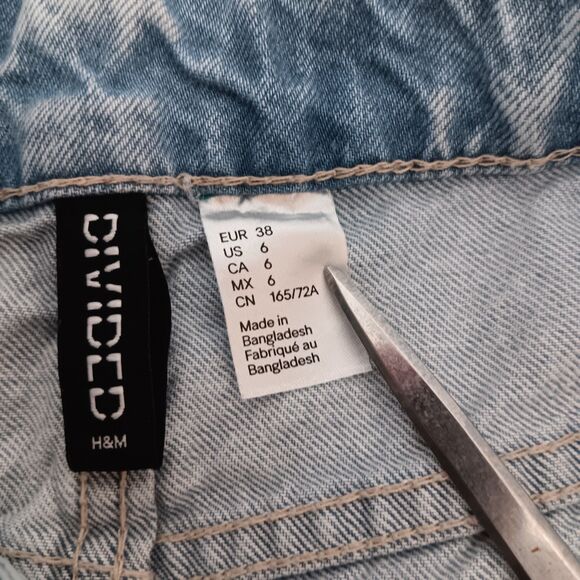 DIVIDED
H&M
EUR 38
US 6
CA 6
MX 6
CN 165/72A
Made in
Bangladesh
Fabriqué au
Bangladesh